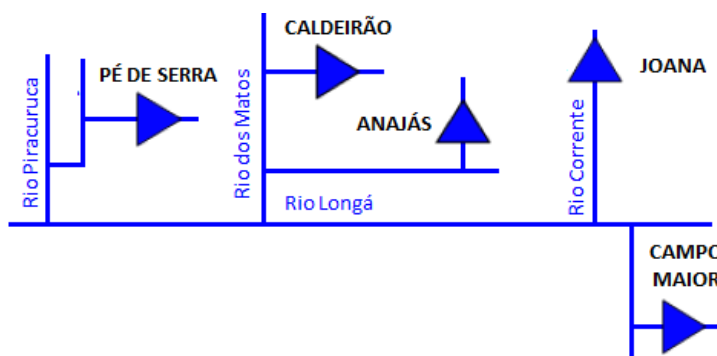 CALDEIRÃO
PÉ DE SERRA
JOANA
ANAJÁS
Rio Piracuruca
Rio dos Matos
Rio Corrente
Rio Longá
CAMPO
MAIOR